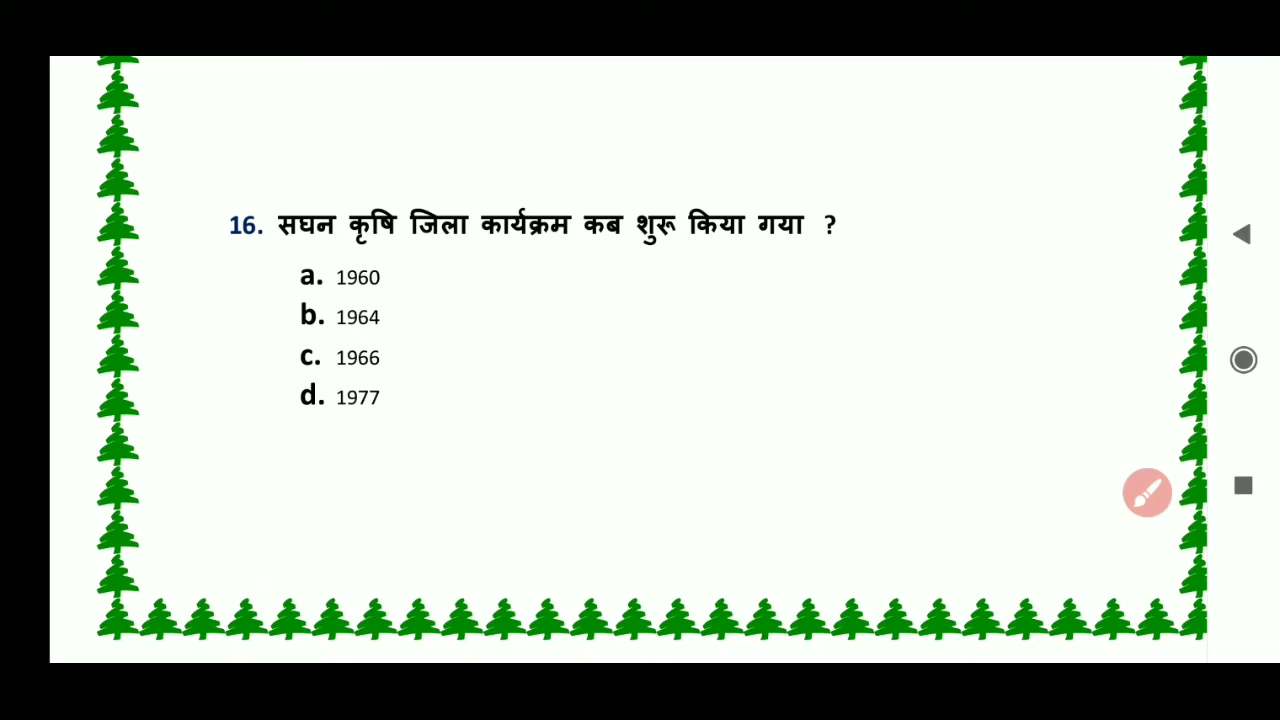 16. सघन कृषि जिला कार्यक्रम कब शुरू किया गया ?
a. 1960
b. 1964
c. 1966
d. 1977